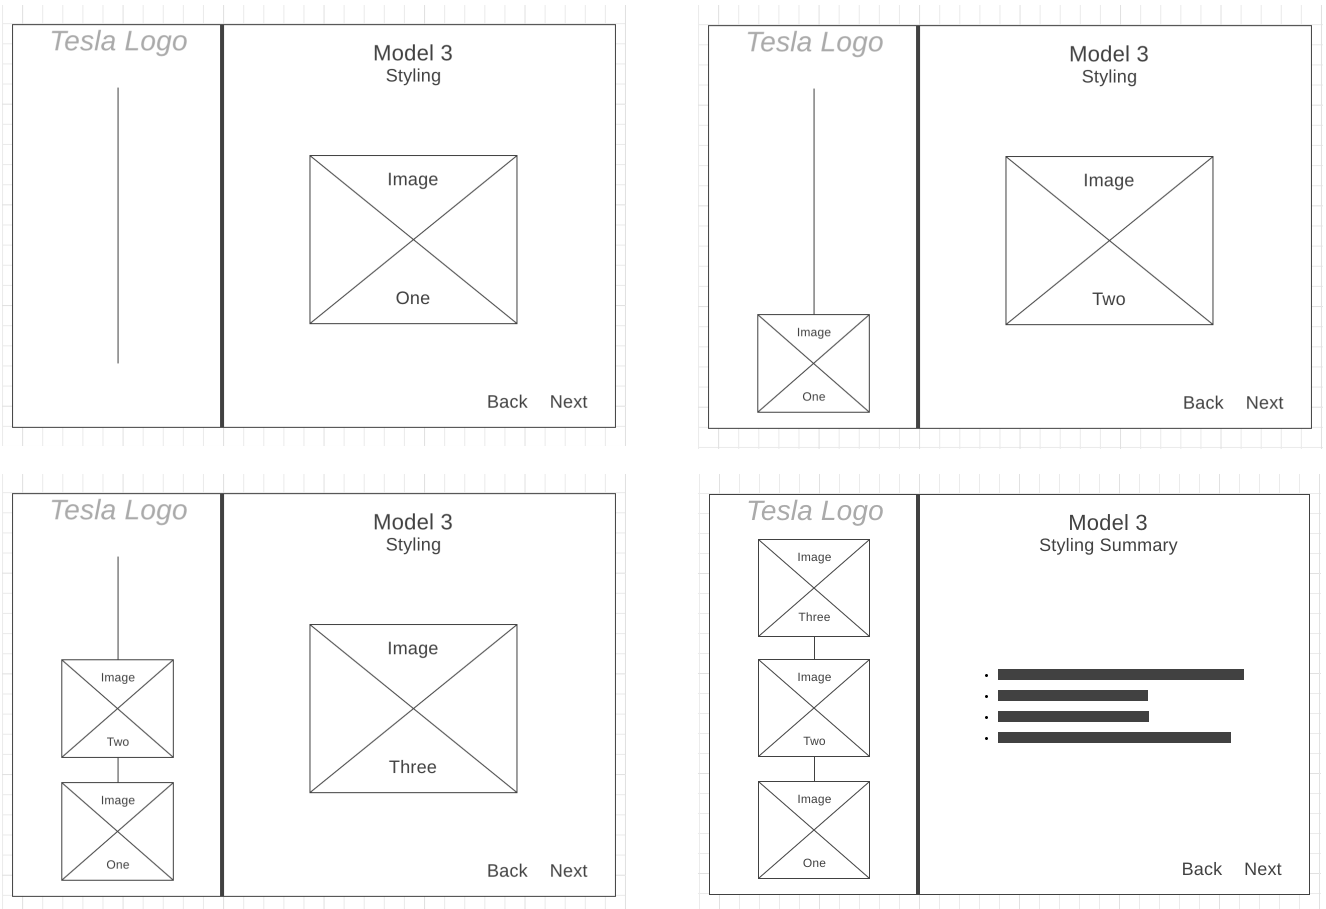 Tesla Logo
Model 3
Styling
Image
One
Back Next
Tesla Logo
Image
One
Model 3
Styling
Image
Two
Back Next
Tesla Logo
Image
Two
Image
One
Model 3
Styling
Image
Three
Back Next
Tesla Logo
Image
Three
Image
Two
Image
One
Model 3
Styling Summary
Back Next